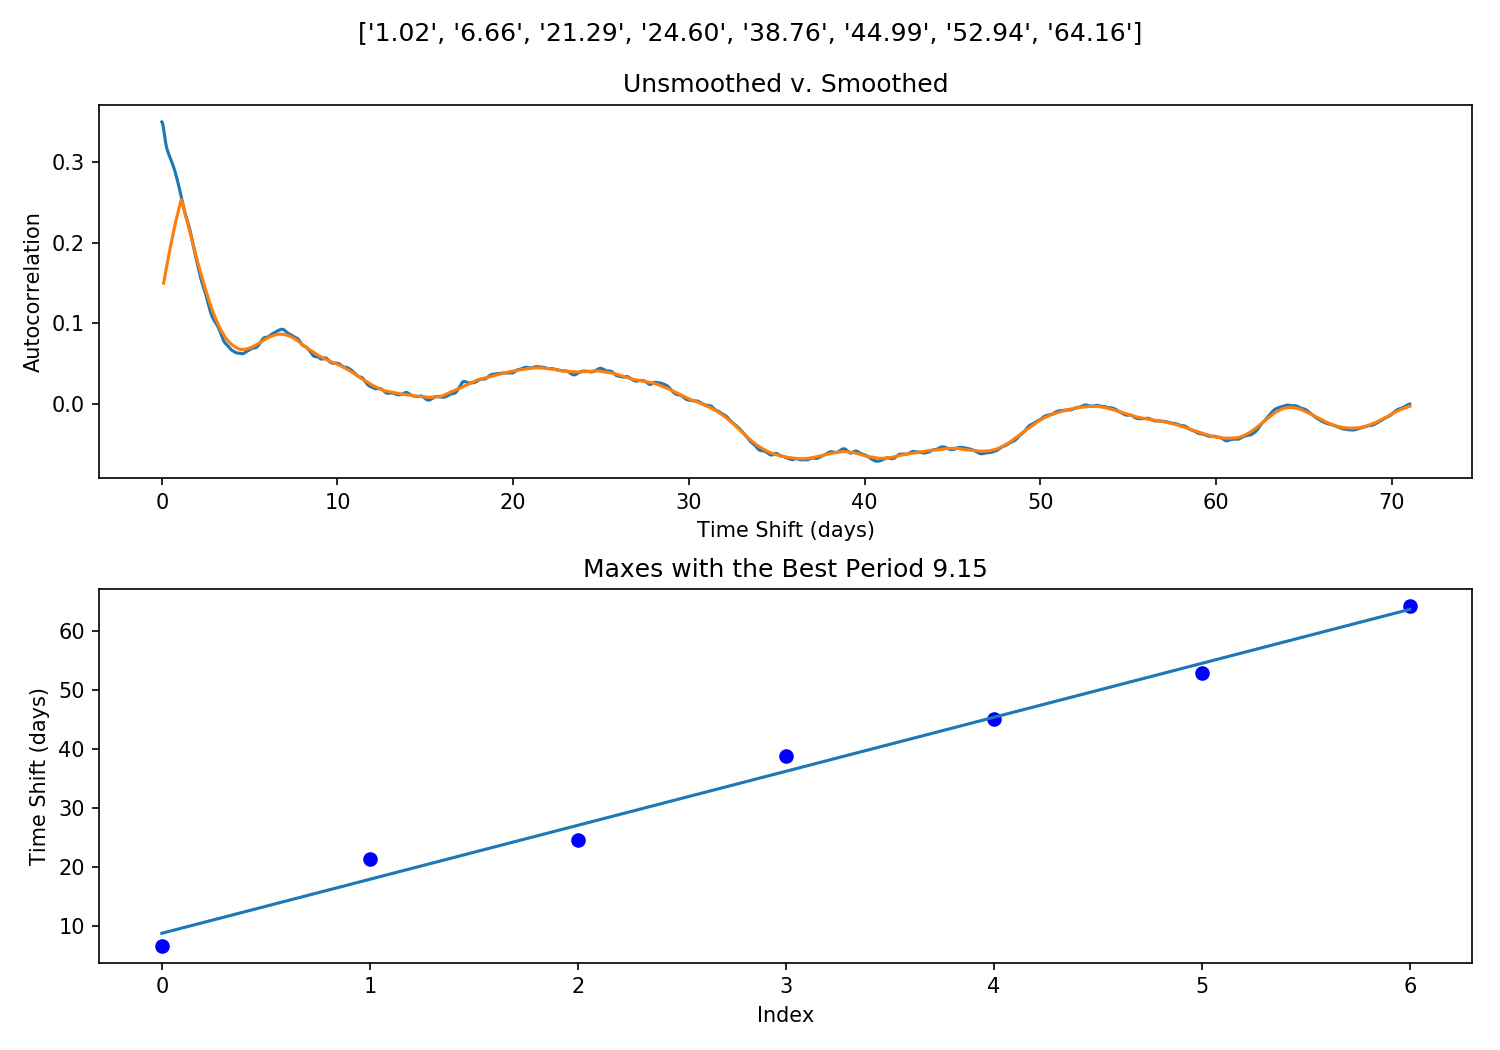 ['1.02', '6.66', '21.29', '24.60', '38.76', '44.99', '52.94', '64.16']
Unsmoothed v. Smoothed
Autocorrelation
0.3
0.2
0.1
0.0
0 10 20 30 40 50 60 70
Time Shift (days)
Maxes with the Best Period 9.15
Time Shift (days)
60
50
40
30
20
10
0 1 2 3 4 5 6
Index